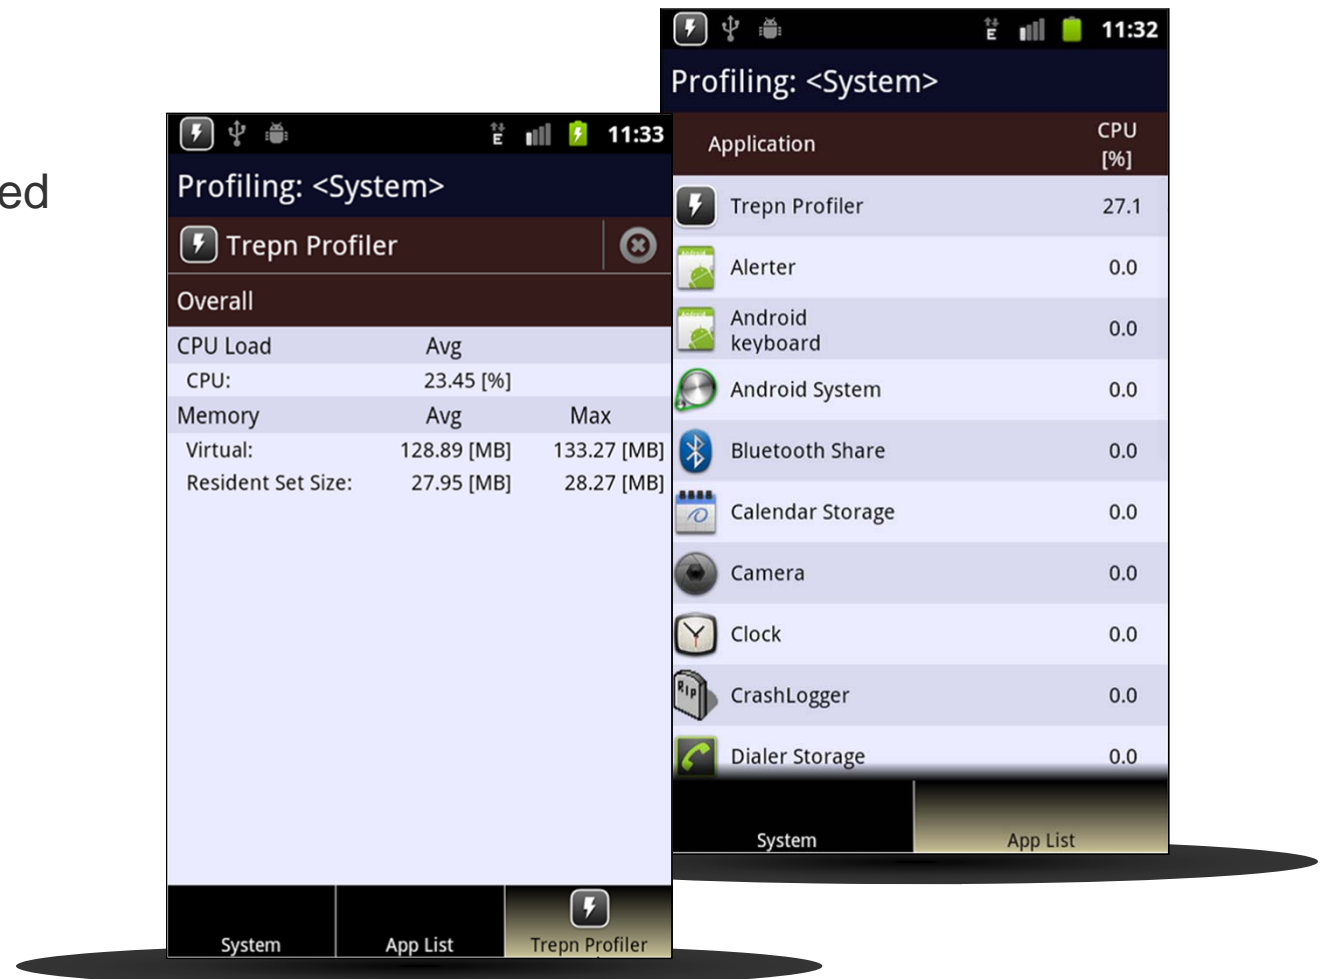 ed
11:33
Profiling: <System>
Trepn Profiler
Overall
CPU Load Avg
CPU: 23.45 [%]
Memory Avg Max
Virtual: 128.89 [MB] 133.27 [MB]
Resident Set Size: 27.95 [MB] 28.27 [MB]
System App List Trepn Profiler
E 11:32
Profiling: <System>
Application CPU [%]
Trepn Profiler 27.1
Alerter 0.0
Android
keyboard 0.0
Android System 0.0
Bluetooth Share 0.0
Calendar Storage 0.0
Camera 0.0
Clock 0.0
RIP
CrashLogger 0.0
Dialer Storage 0.0
System App List